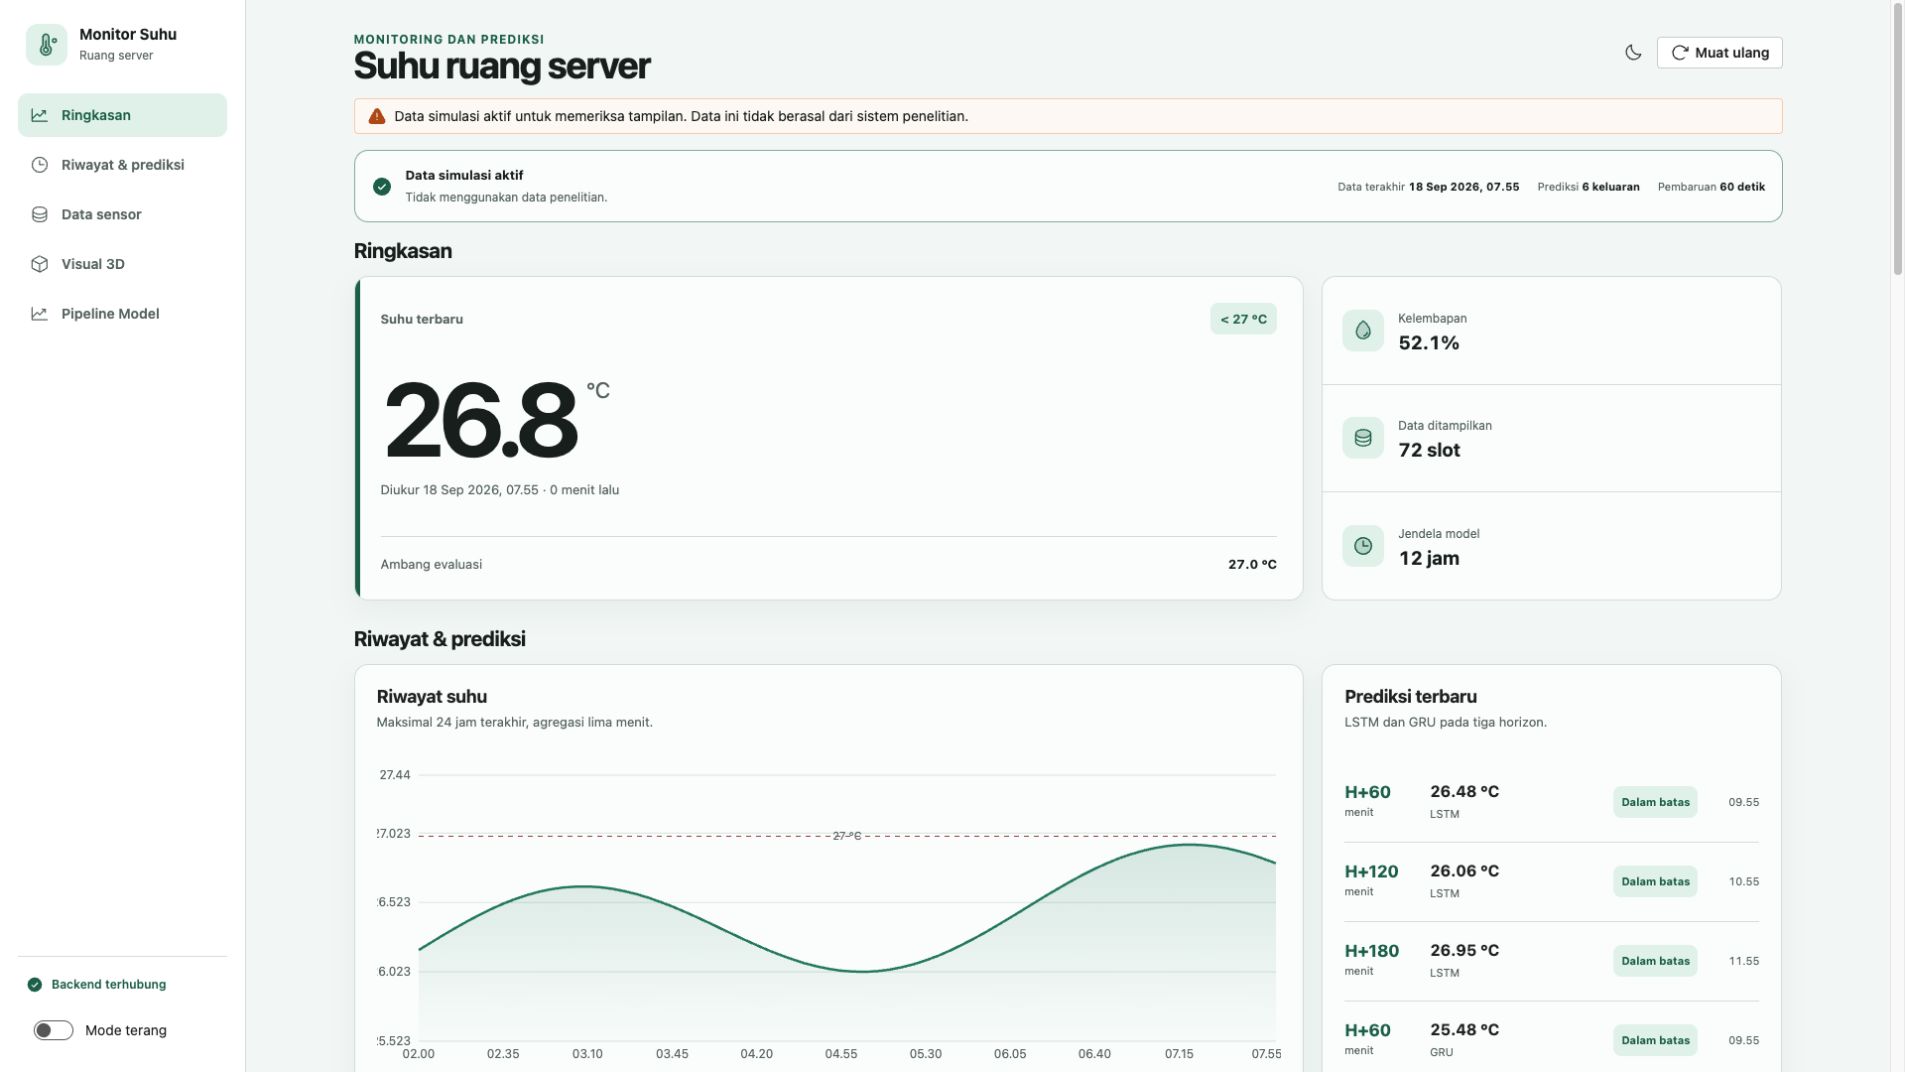 Monitor Suhu
Ruang server
Ringkasan
Riwayat & prediksi
Data sensor
Visual 3D
Pipeline Model
Backend terhubung
Mode terang
MONITORING DAN PREDIKSI
Suhu ruang server
Muat ulang
Data simulasi aktif untuk memeriksa tampilan. Data ini tidak berasal dari sistem penelitian.
Data simulasi aktif
Tidak menggunakan data penelitian.
Data terakhir 18 Sep 2026, 07.55 Prediksi 6 keluaran Pembaruan 60 detik
Ringkasan
Suhu terbaru
< 27 °C
26.8 °C
Diukur 18 Sep 2026, 07.55 · 0 menit lalu
Ambang evaluasi 27.0 °C
Kelembapan
52.1%
Data ditampilkan
72 slot
Jendela model
12 jam
Riwayat & prediksi
Riwayat suhu
Maksimal 24 jam terakhir, agregasi lima menit.
27.44
7.023
27 °C
6.523
6.023
5.523
02.00 02.35 03.10 03.45 04.20 04.55 05.30 06.05 06.40 07.15 07.55
Prediksi terbaru
LSTM dan GRU pada tiga horizon.
H+60 26.48 °C Dalam batas 09.55
menit LSTM
H+120 26.06 °C Dalam batas 10.55
menit LSTM
H+180 26.95 °C Dalam batas 11.55
menit LSTM
H+60 25.48 °C Dalam batas 09.55
menit GRU